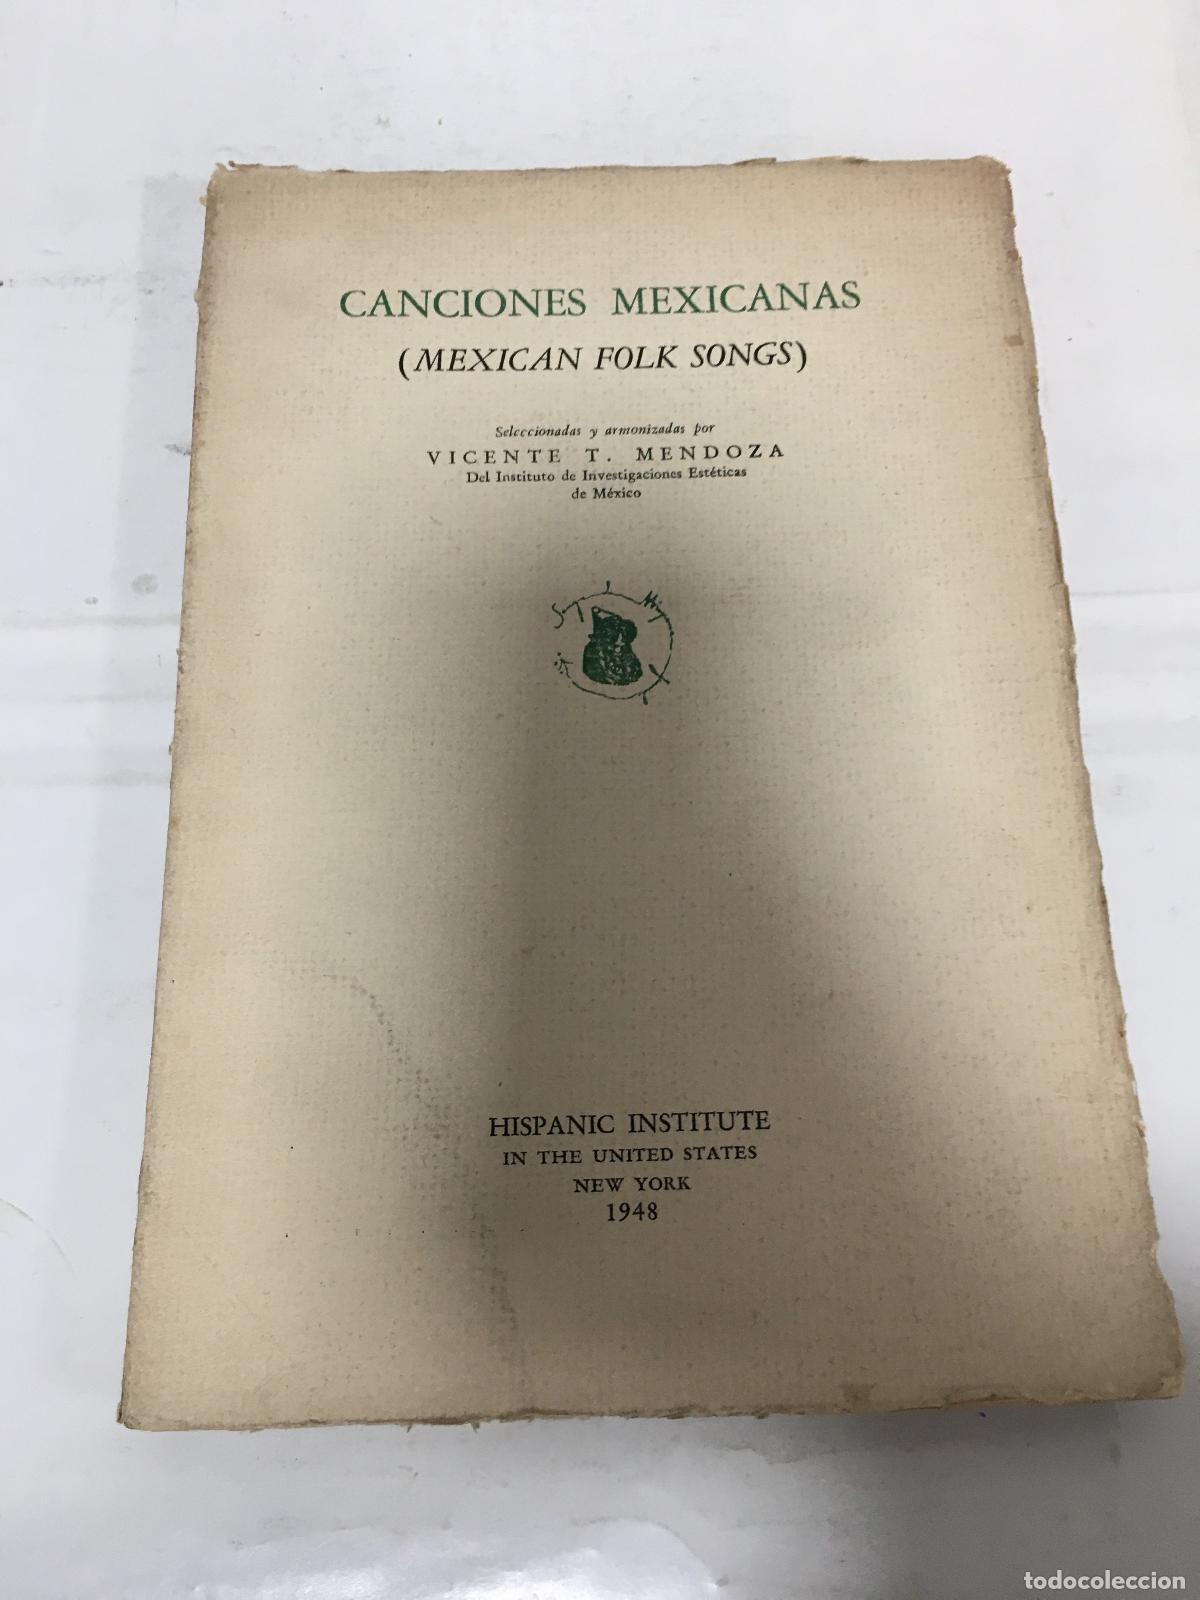 CANCIONES MEXICANAS
(MEXICAN FOLK SONGS)
Seleccionadas y armonizadas por
VICENTE T. MENDOZA
Del Instituto de Investigaciones Estéticas
de México
HISPANIC INSTITUTE
IN THE UNITED STATES
NEW YORK
1948
todocoleccion